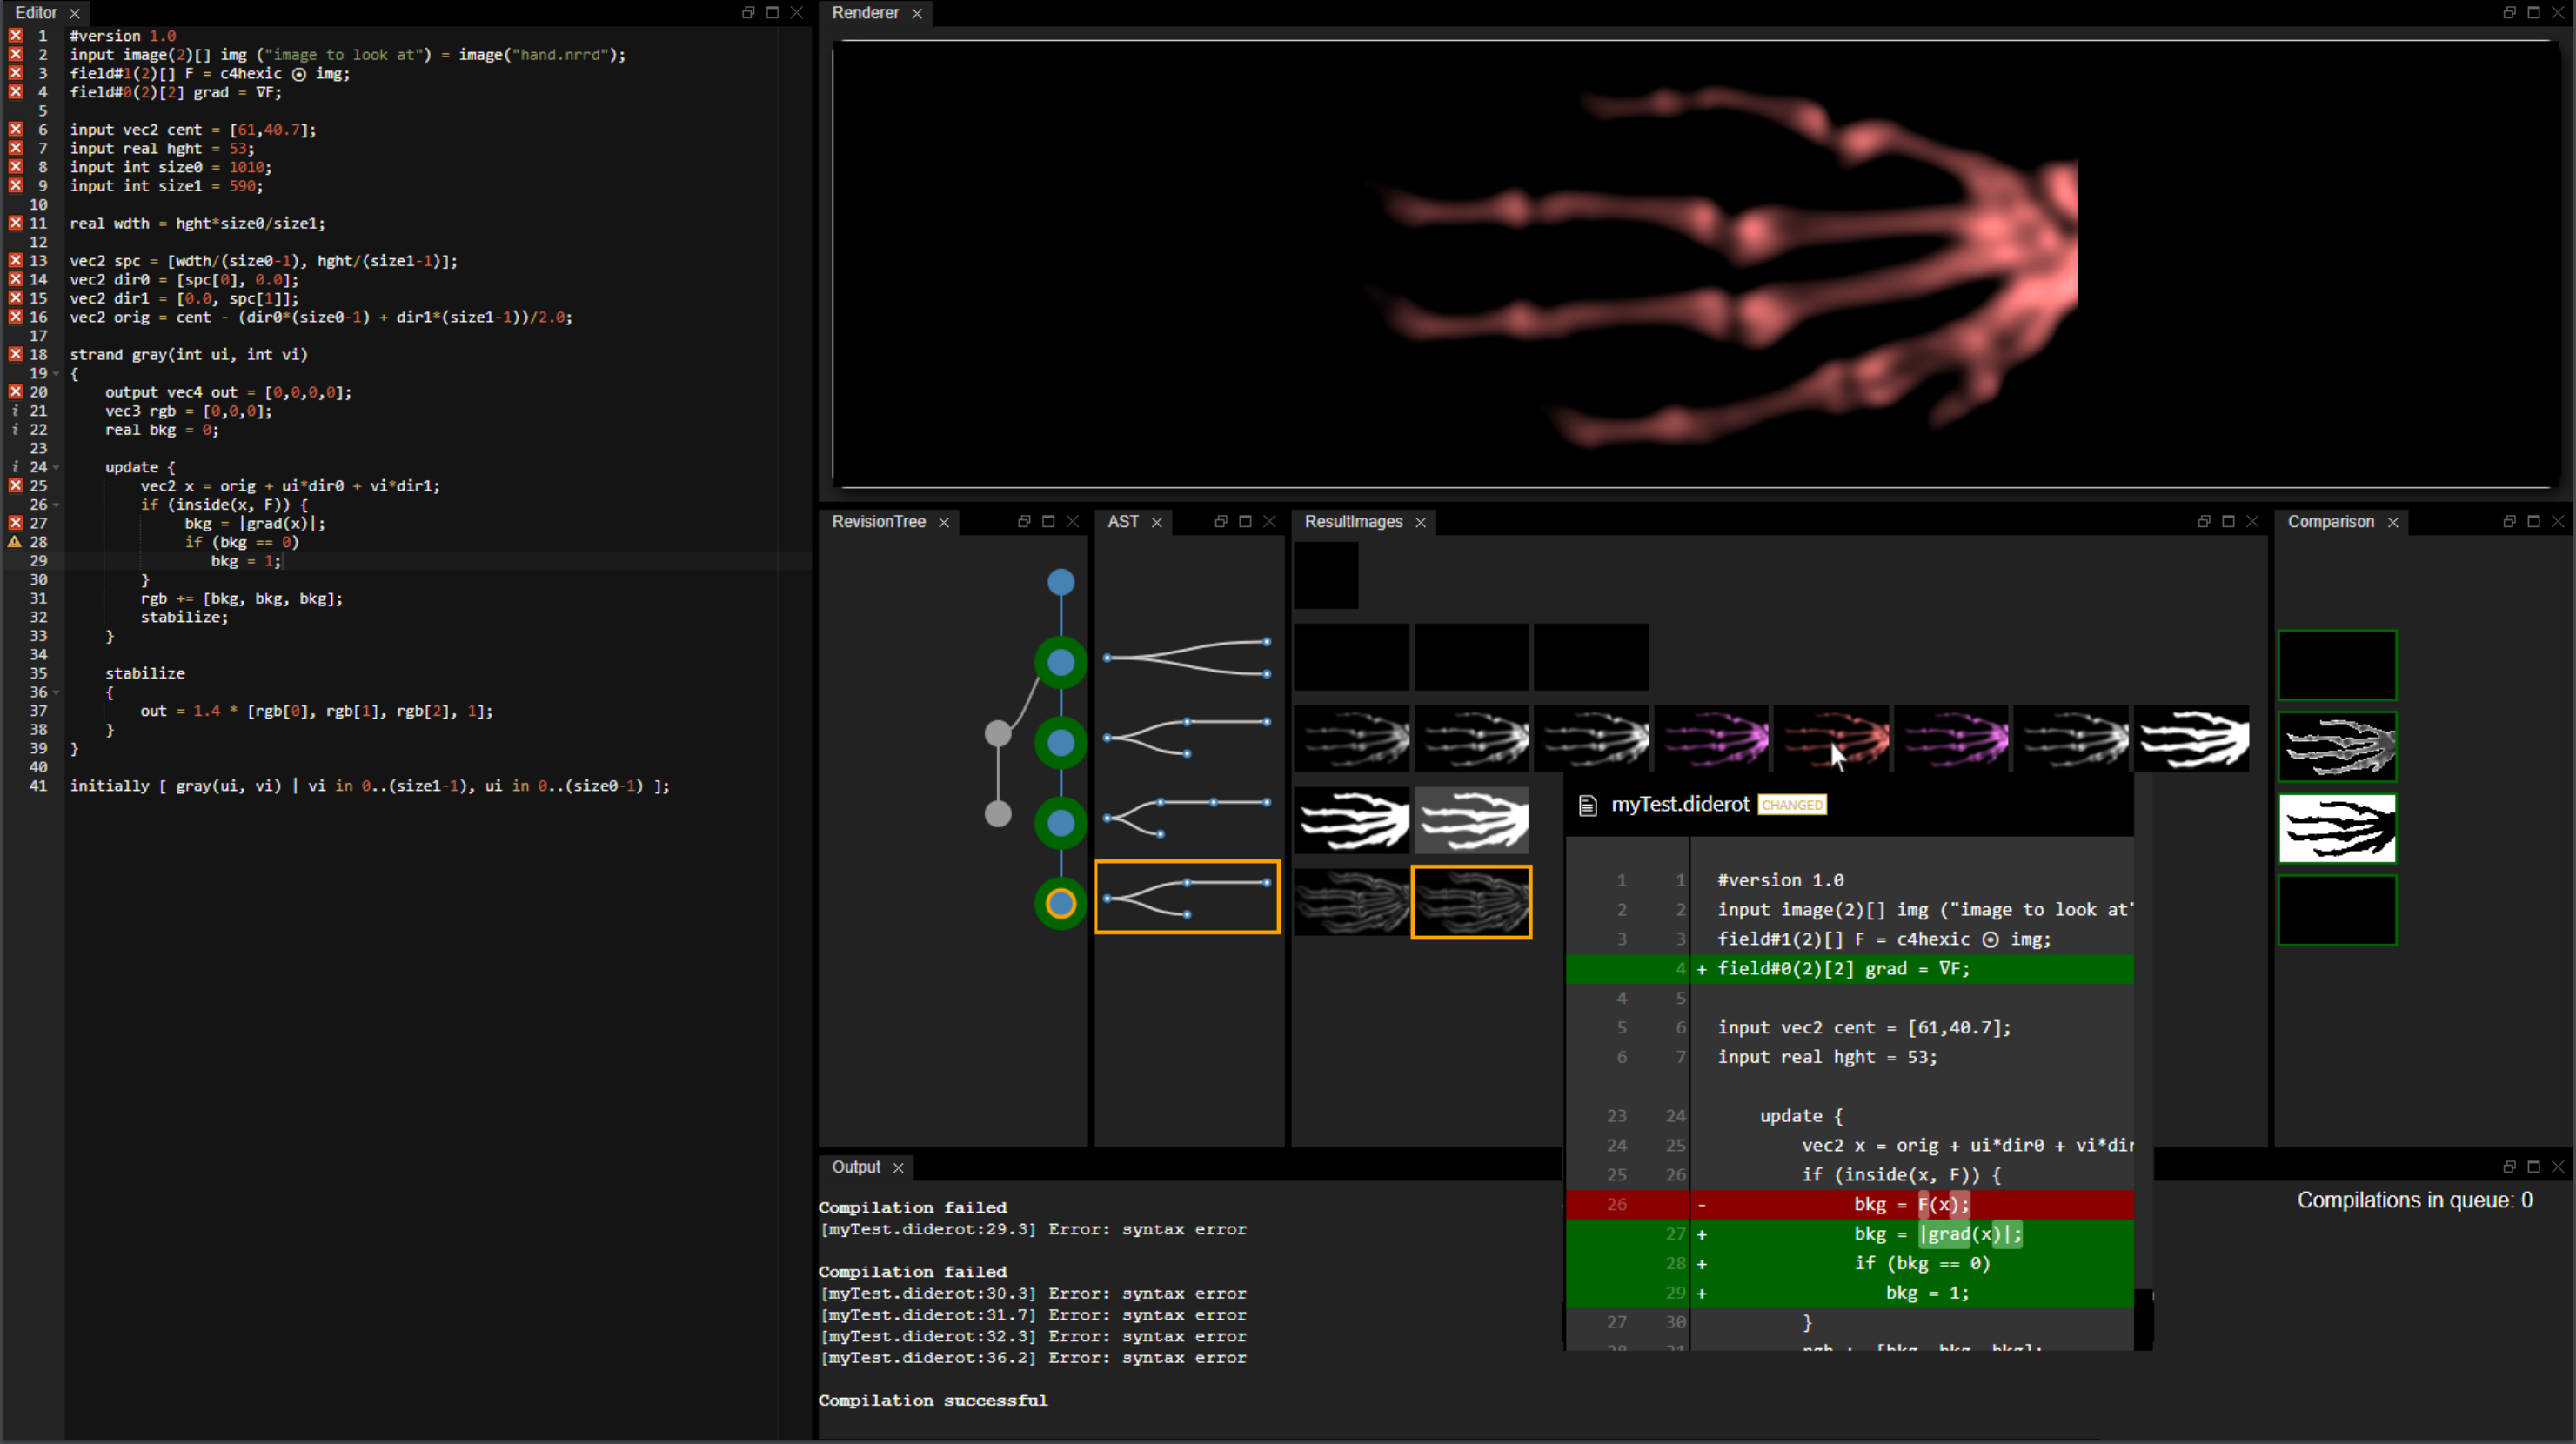 Editor
1 #version 1.0
2 input image(2)[] img ("image to look at") = image("hand.nrrd");
3 field#1(2)[] F = c4hexic ⊙ img;
4 field#0(2)[2] grad = ∇F;
5
6 input vec2 cent = [61,40.7];
7 input real hght = 53;
8 input int size0 = 1010;
9 input int size1 = 590;
10
11 real wdth = hght*size0/size1;
12
13 vec2 spc = [wdth/(size0-1), hght/(size1-1)];
14 vec2 dir0 = [spc[0], 0.0];
15 vec2 dir1 = [0.0, spc[1]];
16 vec2 orig = cent - (dir0*(size0-1) + dir1*(size1-1))/2.0;
17
18 strand gray(int ui, int vi)
19 {
20 output vec4 out = [0,0,0,0];
i 21 vec3 rgb = [0,0,0];
i 22 real bkg = 0;
23
i 24 update {
25 vec2 x = orig + ui*dir0 + vi*dir1;
26 if (inside(x, F)) {
27 bkg = |grad(x)|;
28 if (bkg == 0)
29 bkg = 1;
30 }
31 rgb += [bkg, bkg, bkg];
32 stabilize;
33 }
34
35 stabilize
36 {
37 out = 1.4 * [rgb[0], rgb[1], rgb[2], 1];
38 }
39 }
40
41 initially [ gray(ui, vi) | vi in 0..(size1-1), ui in 0..(size0-1) ];
Renderer
RevisionTree
AST
ResultImages
Comparison
myTest.diderot CHANGED
1 1 #version 1.0
2 2 input image(2)[] img ("image to look at"
3 3 field#1(2)[] F = c4hexic ⊙ img;
4 + field#0(2)[2] grad = ∇F;
4 5
5 6 input vec2 cent = [61,40.7];
6 7 input real hght = 53;
23 24 update {
24 25 vec2 x = orig + ui*dir0 + vi*dir
25 26 if (inside(x, F)) {
26 - bkg = F(x);
27 + bkg = |grad(x)|;
28 + if (bkg == 0)
29 + bkg = 1;
27 30 }
Output
Compilation failed
[myTest.diderot:29.3] Error: syntax error
Compilation failed
[myTest.diderot:30.3] Error: syntax error
[myTest.diderot:31.7] Error: syntax error
[myTest.diderot:32.3] Error: syntax error
[myTest.diderot:36.2] Error: syntax error
Compilation successful
Compilations in queue: 0